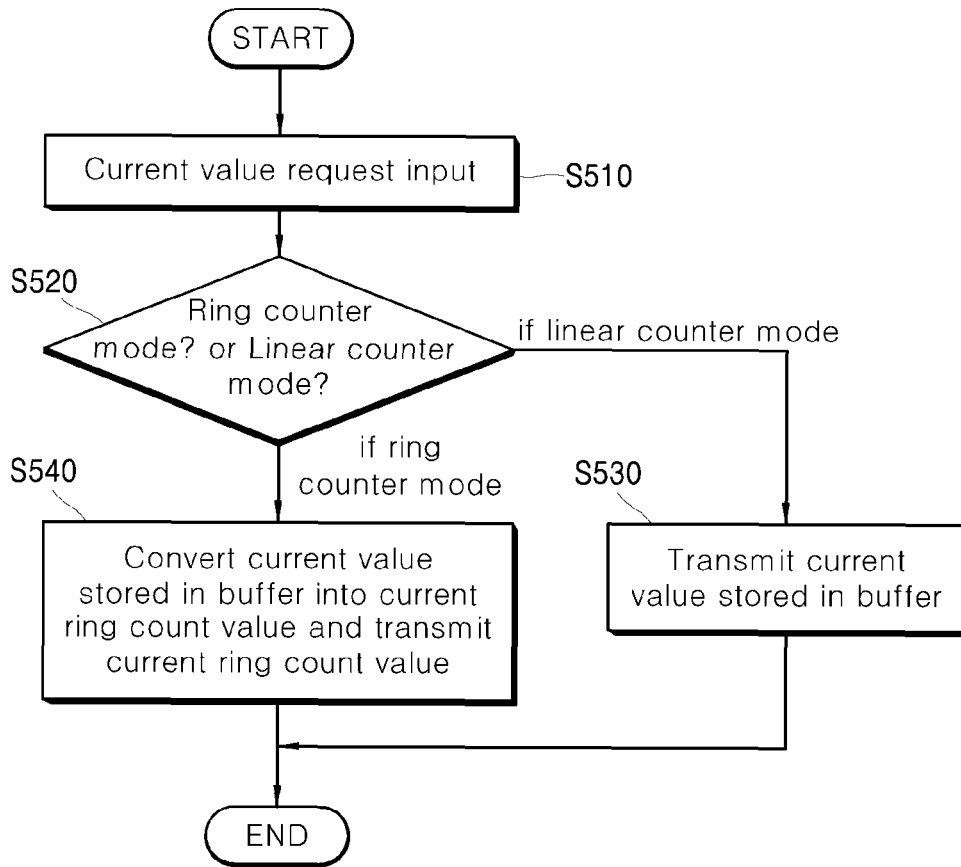 START
Current value request input
S510
S520
Ring counter
mode? or Linear counter
mode?
if linear counter mode
if ring
counter mode
S540
Convert current value
stored in buffer into current
ring count value and transmit
current ring count value
S530
Transmit current
value stored in buffer
END